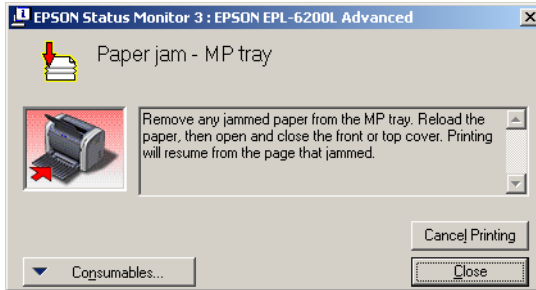 EPSON Status Monitor 3 : EPSON EPL-6200L Advanced
Paper jam - MP tray
Remove any jammed paper from the MP tray. Reload the
paper, then open and close the front or top cover. Printing
will resume from the page that jammed.
Cancel Printing
Consumables...
Close